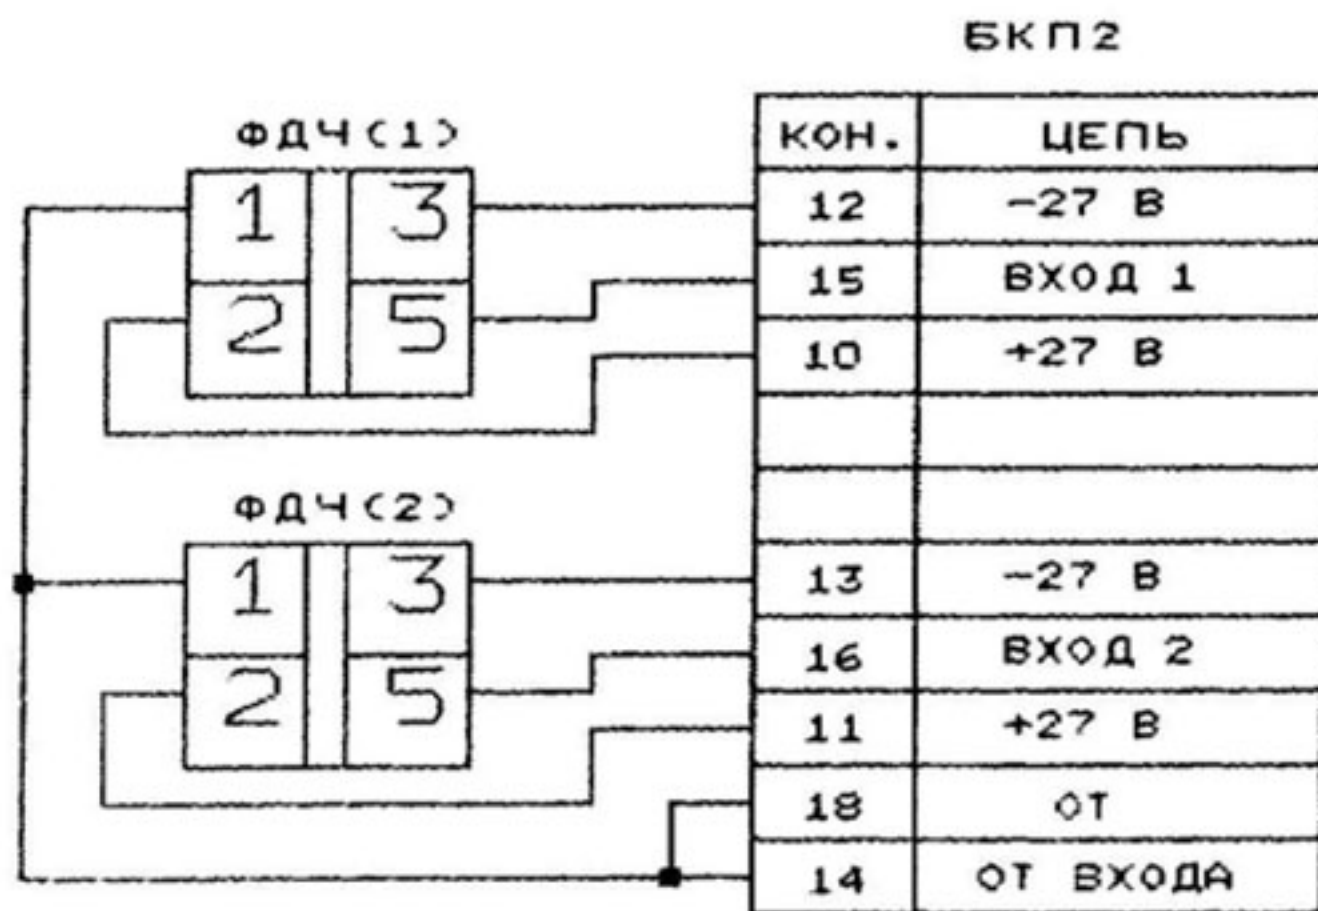 БКП2
ФДЧ(1)
КОН. ЦЕПЬ
1 3 12 -27 В
15 ВХОД 1
2 5 10 +27 В
ФДЧ(2)
1 3 13 -27 В
16 ВХОД 2
2 5 11 +27 В
18 ОТ
14 ОТ ВХОДА